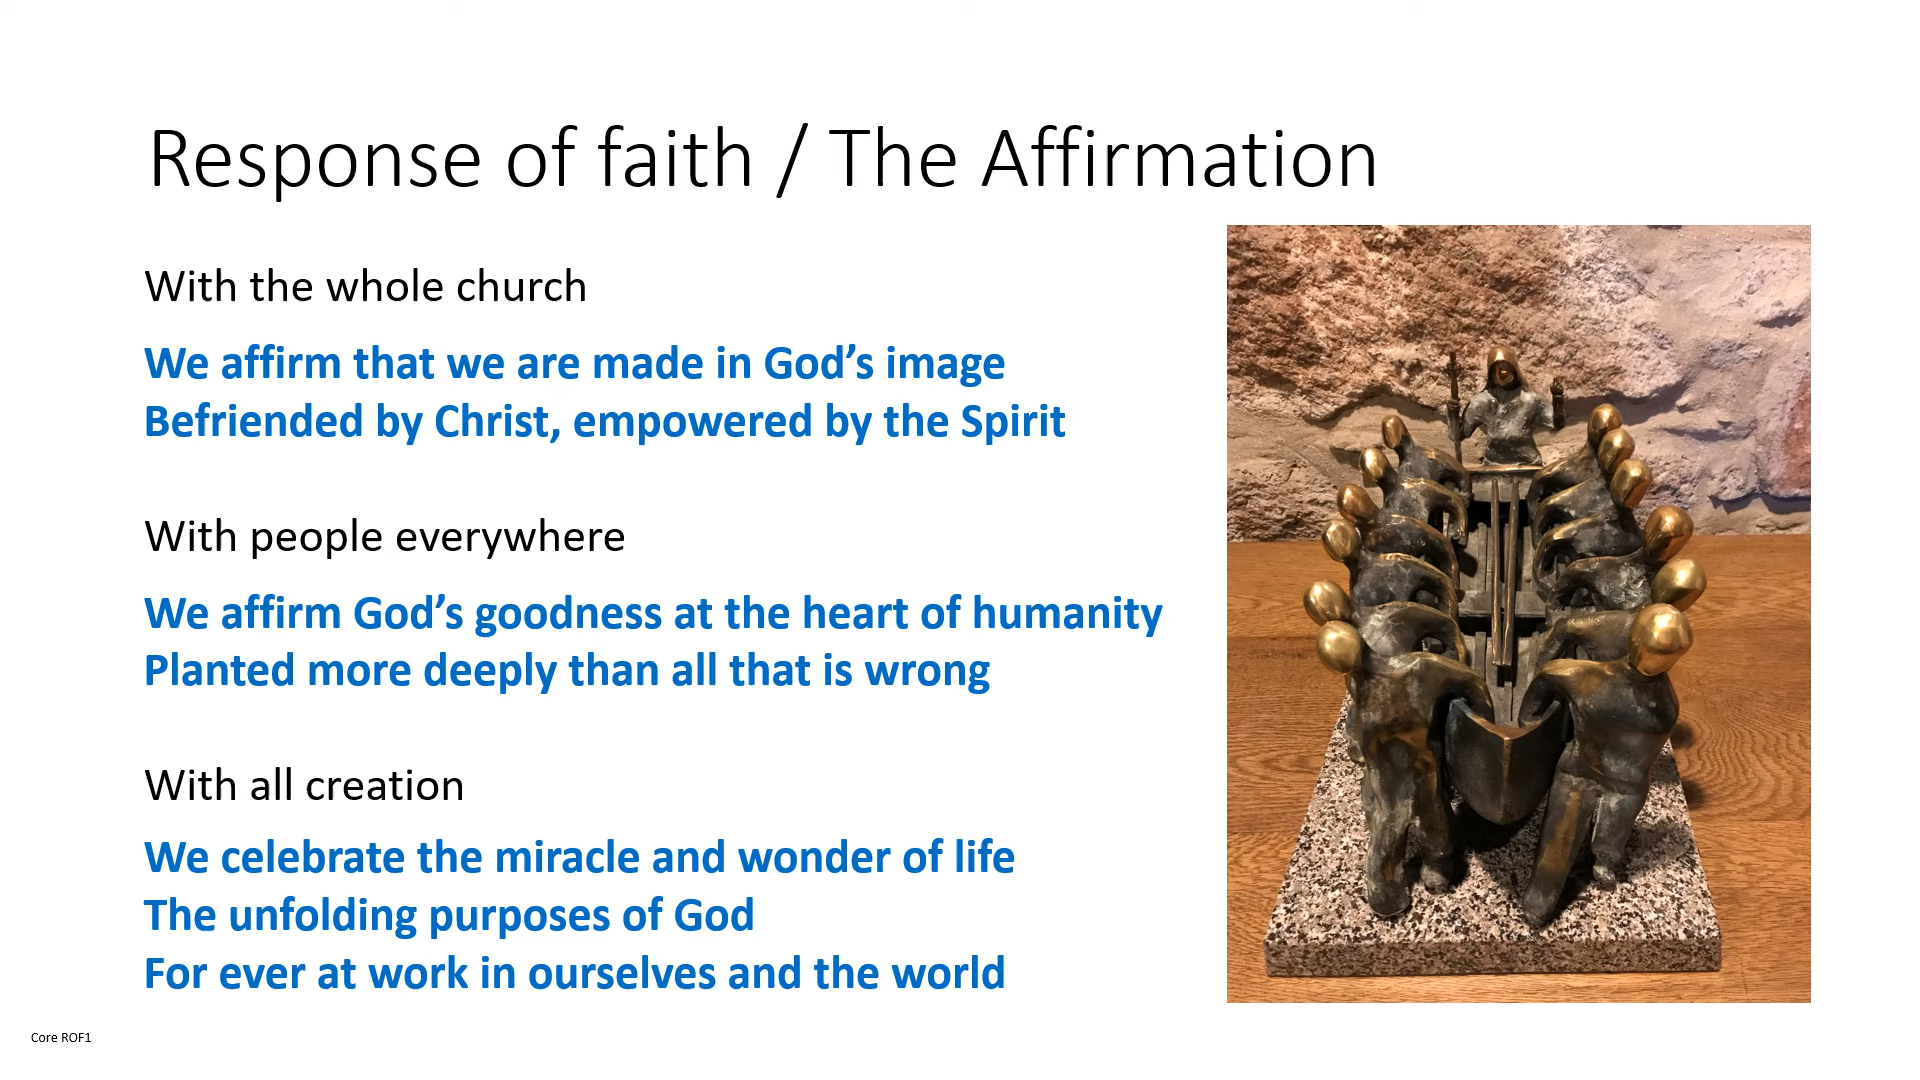 Response of faith / The Affirmation
With the whole church
We affirm that we are made in God’s image
Befriended by Christ, empowered by the Spirit
With people everywhere
We affirm God’s goodness at the heart of humanity
Planted more deeply than all that is wrong
With all creation
We celebrate the miracle and wonder of life
The unfolding purposes of God
For ever at work in ourselves and the world
Core ROF1